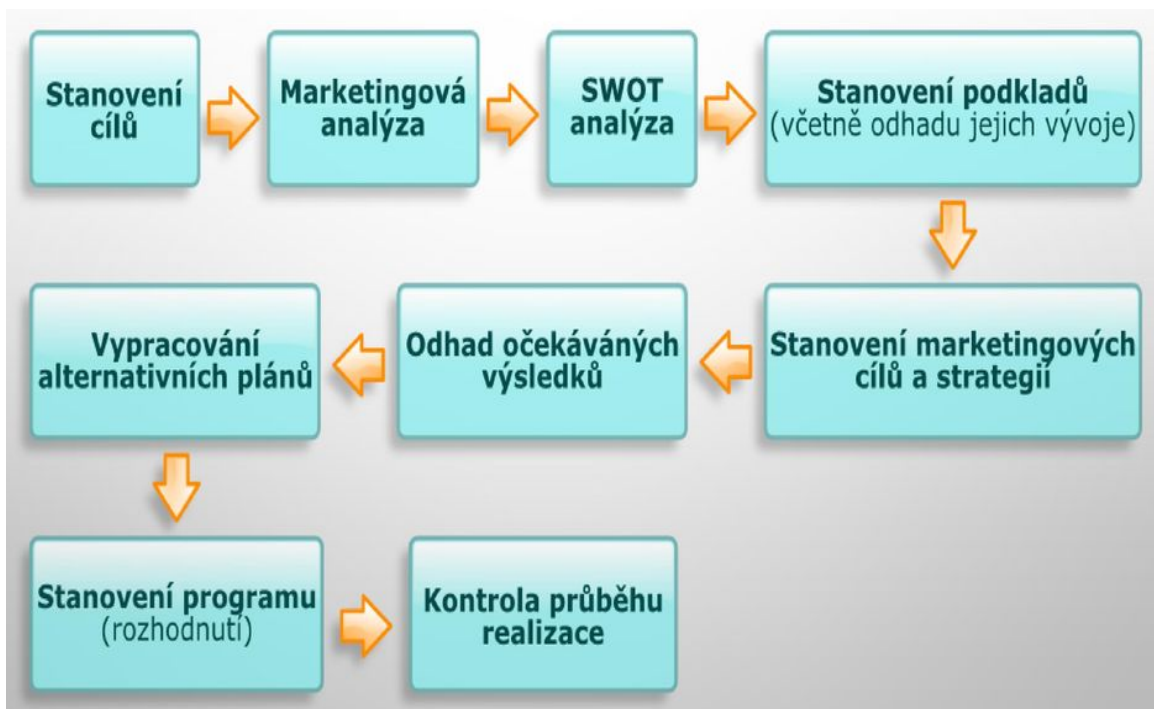 Stanovení
cílů
Marketingová
analýza
SWOT
analýza
Stanovení podkladů
(včetně odhadu jejich vývoje)
Stanovení marketingových
cílů a strategií
Odhad očekáváných
výsledků
Vypracování
alternativních plánů
Stanovení programu
(rozhodnutí)
Kontrola průběhu
realizace